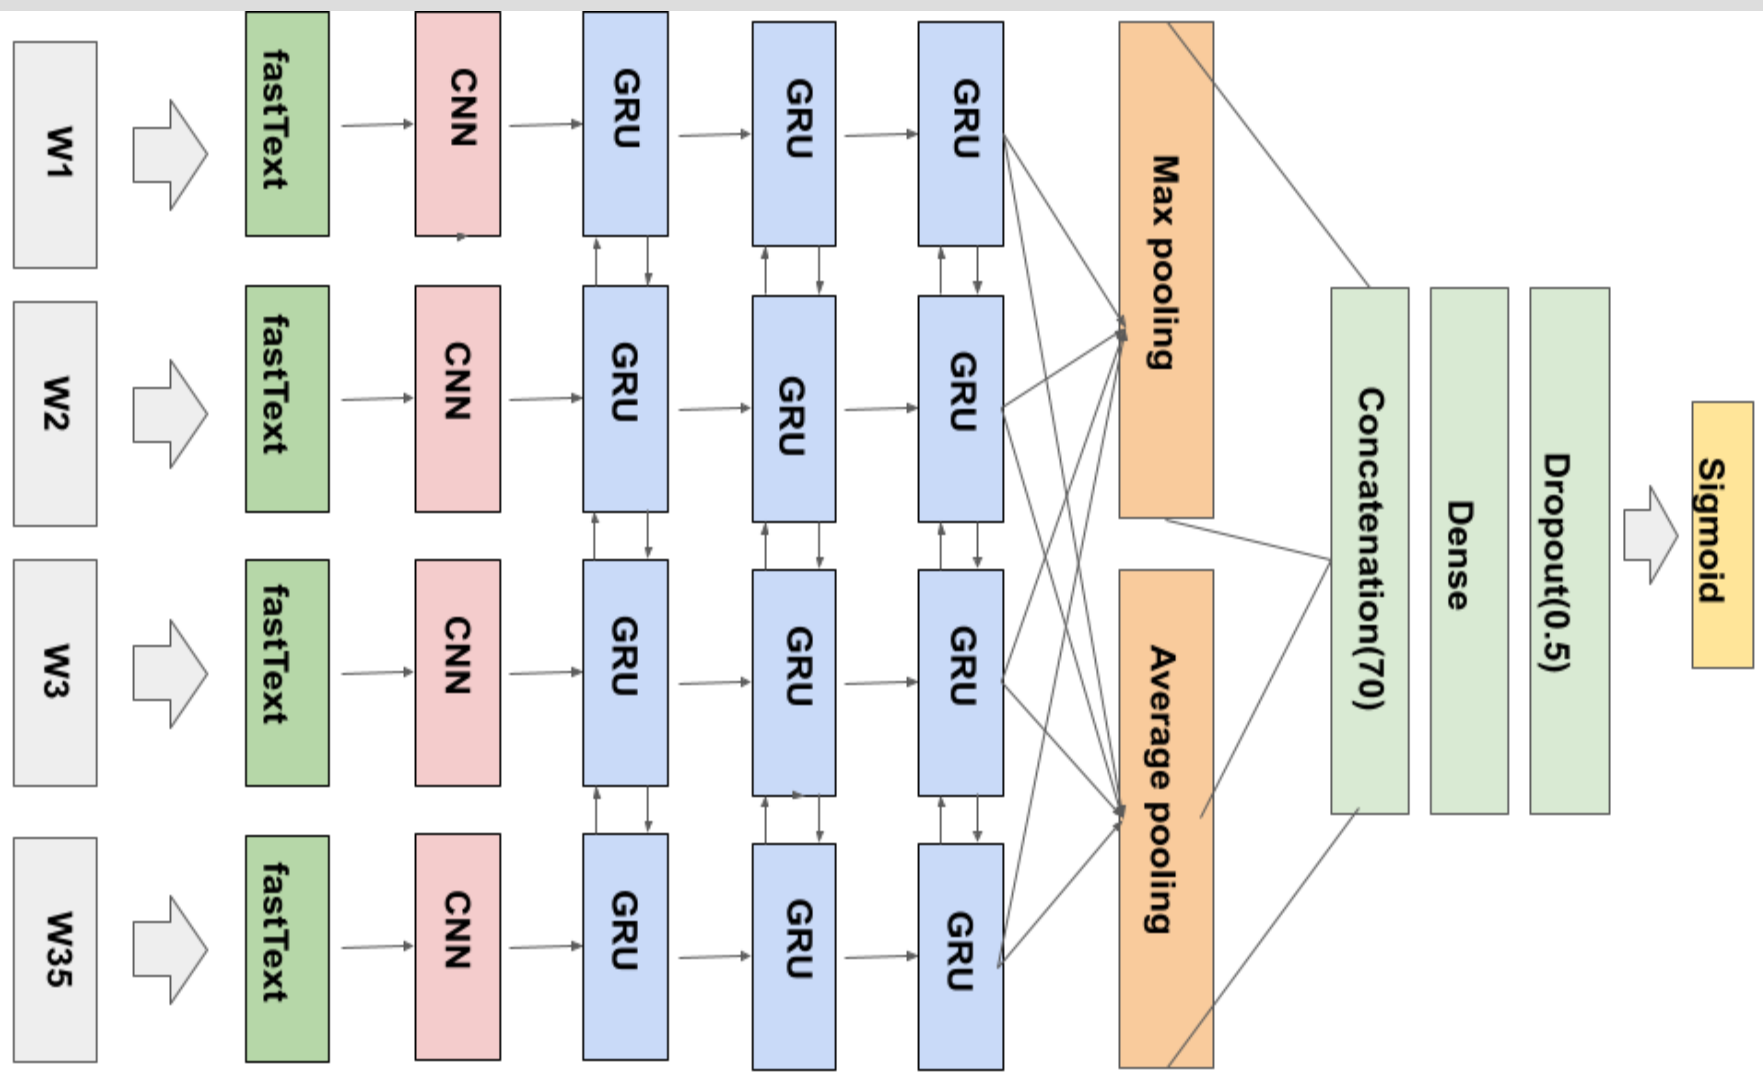 W1
fastText
CNN
GRU
GRU
GRU
W2
fastText
CNN
GRU
GRU
GRU
W3
fastText
CNN
GRU
GRU
GRU
W35
fastText
CNN
GRU
GRU
GRU
Max pooling
Average pooling
Concatenation(70)
Dense
Dropout(0.5)
Sigmoid